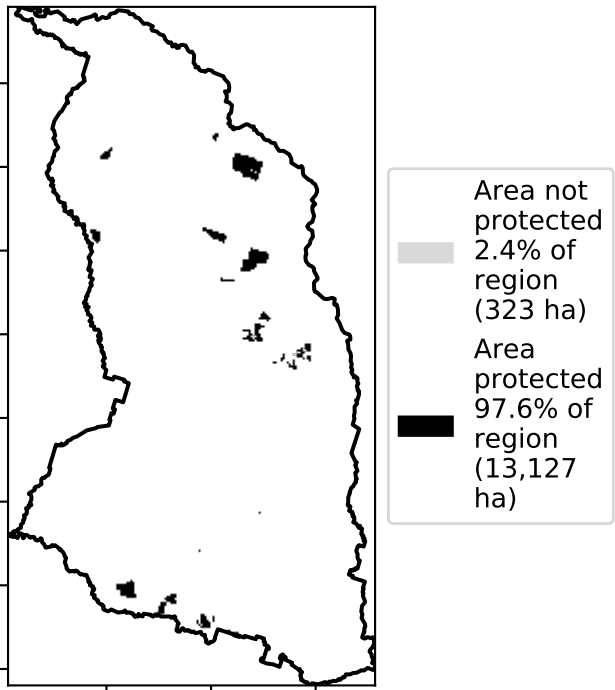 Area not
protected
2.4% of
region
(323 ha)
Area
protected
97.6% of
region
(13,127
ha)